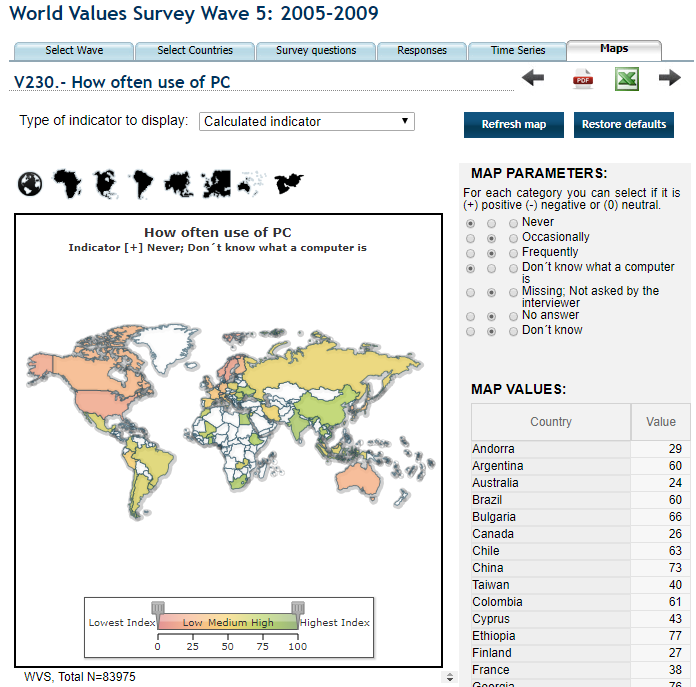 World Values Survey Wave 5: 2005-2009
Select Wave
Select Countries
Survey questions
Responses
Time Series
Maps
V230.- How often use of PC
PDF
Type of indicator to display:
Calculated indicator
Refresh map
Restore defaults
How often use of PC
Indicator [+] Never; Don´t know what a computer is
Lowest Index
Low Medium High
Highest Index
0 25 50 75 100
WVS, Total N=83975
MAP PARAMETERS:
For each category you can select if it is
(+) positive (-) negative or (0) neutral.
Never
Occasionally
Frequently
Don´t know what a computer
is
Missing; Not asked by the
interviewer
No answer
Don´t know
MAP VALUES:
Country Value
Andorra 29
Argentina 60
Australia 24
Brazil 60
Bulgaria 66
Canada 26
Chile 63
China 73
Taiwan 40
Colombia 61
Cyprus 43
Ethiopia 77
Finland 27
France 38
Georgia 76